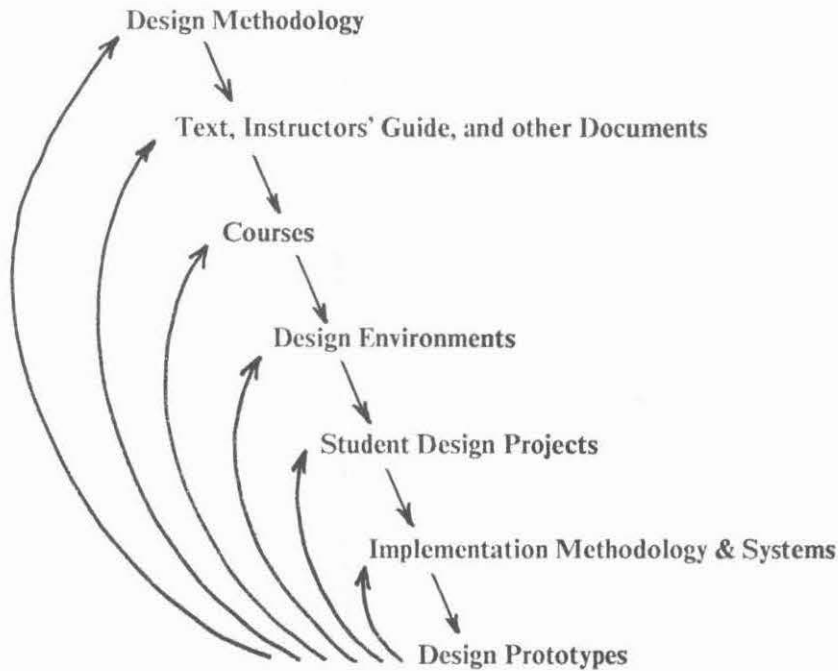 Design Methodology
Text, Instructors' Guide, and other Documents
Courses
Design Environments
Student Design Projects
Implementation Methodology & Systems
Design Prototypes